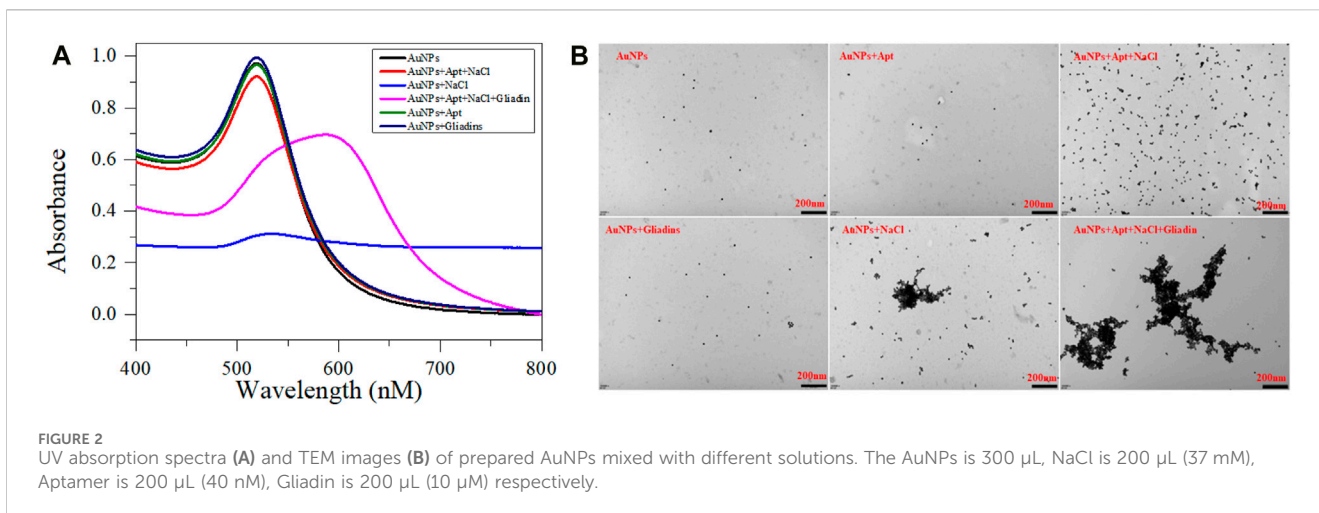 A
1.0
0.8
0.6
0.4
0.2
0.0
Absorbance
400
500
600
700
800
Wavelength (nM)
AuNPs
AuNPs+Apt+NaCl
AuNPs+NaCl
AuNPs+Apt+NaCl+Gliadin
AuNPs+Apt
AuNPs+Gliadins
B
AuNPs
200nm
AuNPs+Apt
200nm
AuNPs+Apt+NaCl
200nm
AuNPs+Gliadins
200nm
AuNPs+NaCl
200nm
AuNPs+Apt+NaCl+Gliadin
200nm
FIGURE 2
UV absorption spectra (A) and TEM images (B) of prepared AuNPs mixed with different solutions. The AuNPs is 300 μL, NaCl is 200 μL (37 mM),
Aptamer is 200 μL (40 nM), Gliadin is 200 μL (10 μM) respectively.